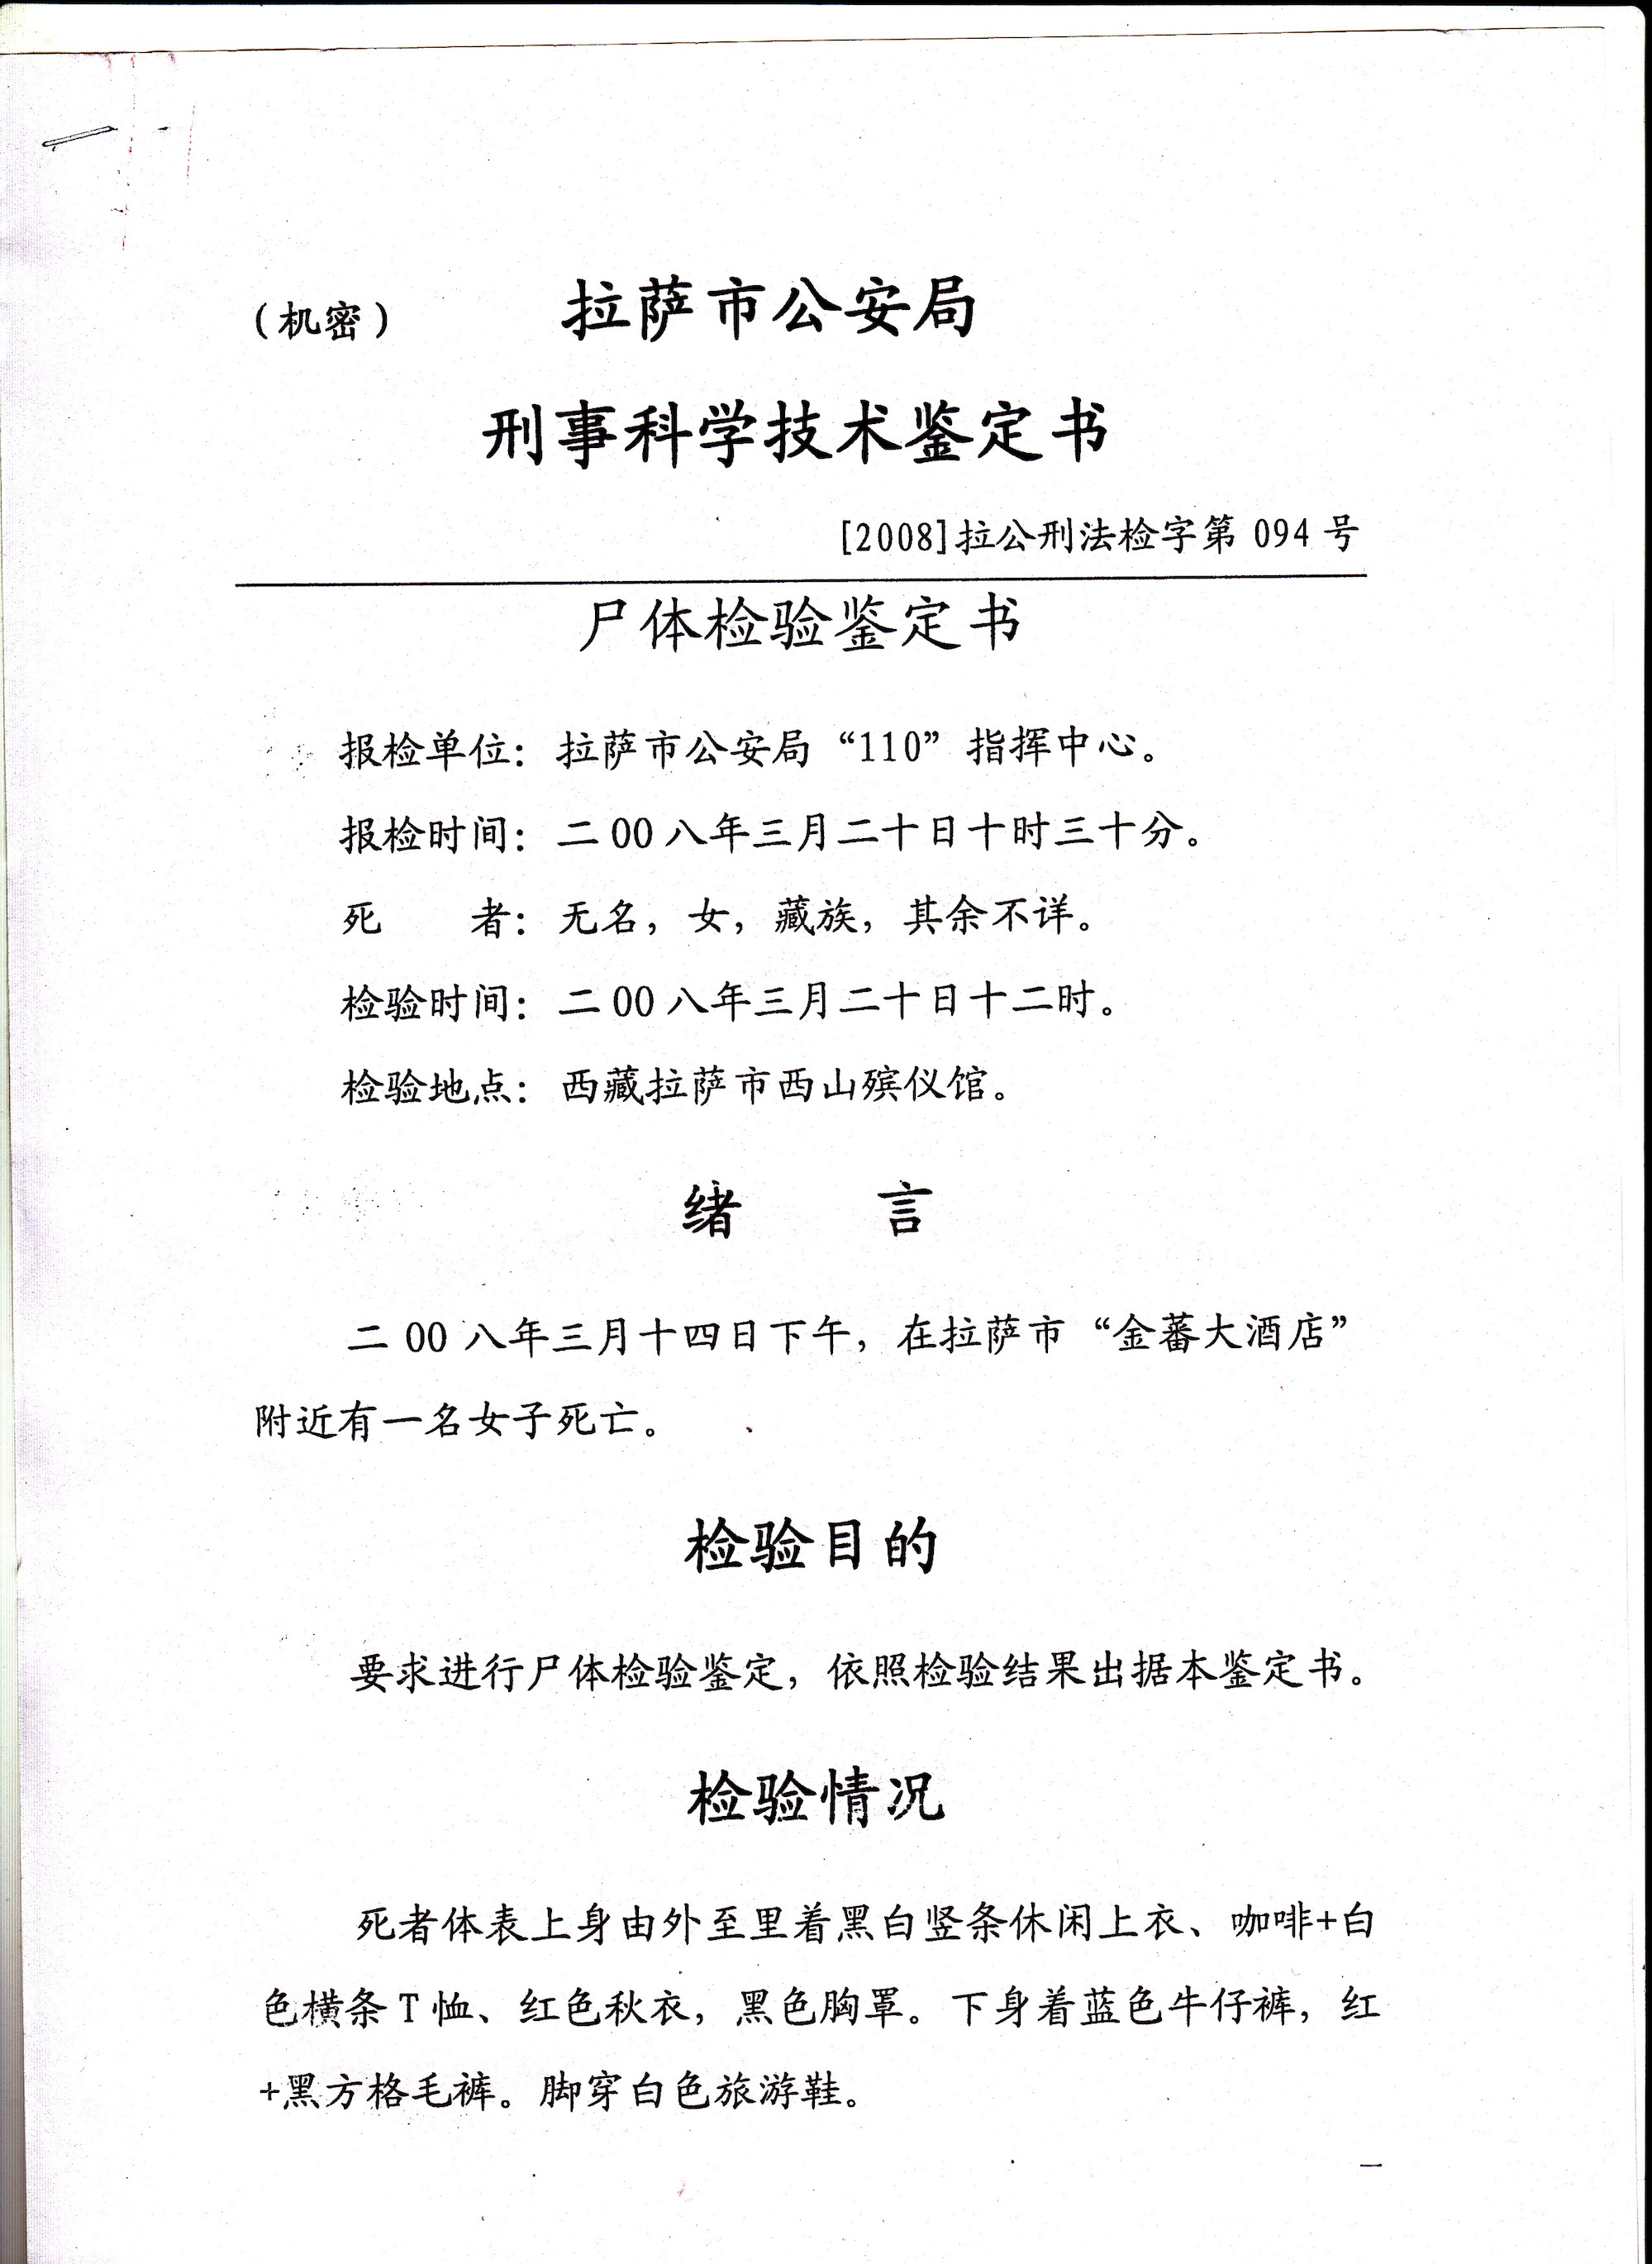 （机密） 拉萨市公安局
刑事科学技术鉴定书
[2008]拉公刑法检字第 094 号
尸体检验鉴定书
报检单位：拉萨市公安局“110”指挥中心。
报检时间：二00八年三月二十日十时三十分。
死　　者：无名，女，藏族，其余不详。
检验时间：二00八年三月二十日十二时。
检验地点：西藏拉萨市西山殡仪馆。
绪　　言
二00八年三月十四日下午，在拉萨市“金蕃大酒店”
附近有一名女子死亡。
检验目的
要求进行尸体检验鉴定，依照检验结果出据本鉴定书。
检验情况
死者体表上身由外至里着黑白竖条休闲上衣、咖啡+白
色横条T恤、红色秋衣，黑色胸罩。下身着蓝色牛仔裤，红
+黑方格毛裤。脚穿白色旅游鞋。